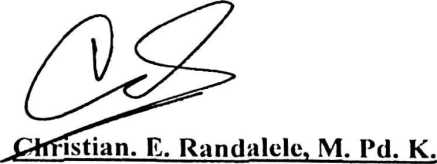 Christian. E. Randalele, M. Pd. K.